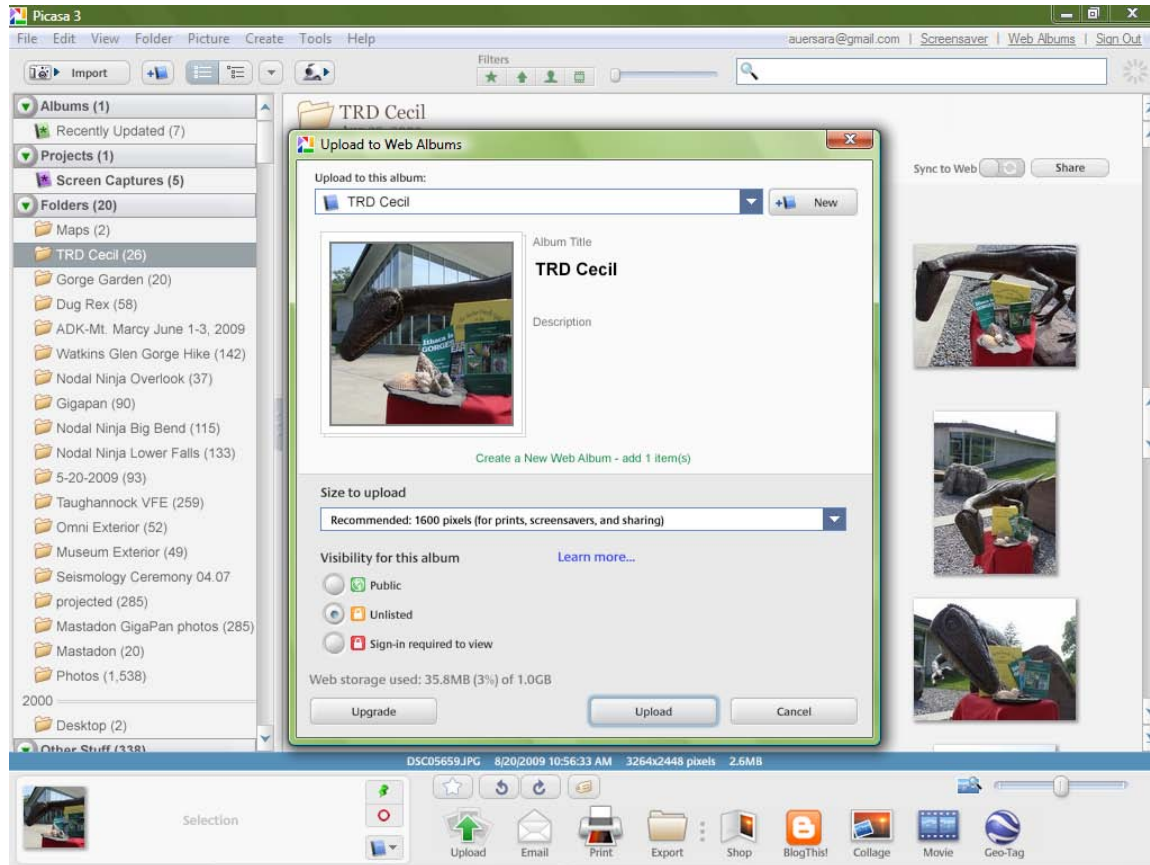 Picasa 3
File Edit View Folder Picture Create Tools Help
auersara@gmail.com | Screensaver | Web Albums | Sign Out
Import
Filters
Albums (1)
Recently Updated (7)
Projects (1)
Screen Captures (5)
Folders (20)
Maps (2)
TRD Cecil (26)
Gorge Garden (20)
Dug Rex (58)
ADK-Mt. Marcy June 1-3, 2009
Watkins Glen Gorge Hike (142)
Nodal Ninja Overlook (37)
Gigapan (90)
Nodal Ninja Big Bend (115)
Nodal Ninja Lower Falls (133)
5-20-2009 (93)
Taughannock VFE (259)
Omni Exterior (52)
Museum Exterior (49)
Seismology Ceremony 04.07
projected (285)
Mastadon GigaPan photos (285)
Mastadon (20)
Photos (1,538)
2000
Desktop (2)
Other Stuff (338)
TRD Cecil
Sync to Web
Share
Upload to Web Albums
Upload to this album:
TRD Cecil
New
Album Title
TRD Cecil
Description
Ithaca is
GORGES
Create a New Web Album - add 1 item(s)
Size to upload
Recommended: 1600 pixels (for prints, screensavers, and sharing)
Visibility for this album
Learn more...
Public
Unlisted
Sign-in required to view
Web storage used: 35.8MB (3%) of 1.0GB
Upgrade
Upload
Cancel
DSC05659.JPG 8/20/2009 10:56:33 AM 3264x2448 pixels 2.6MB
Selection
Upload
Email
Print
Export
Shop
BlogThis!
Collage
Movie
Geo-Tag